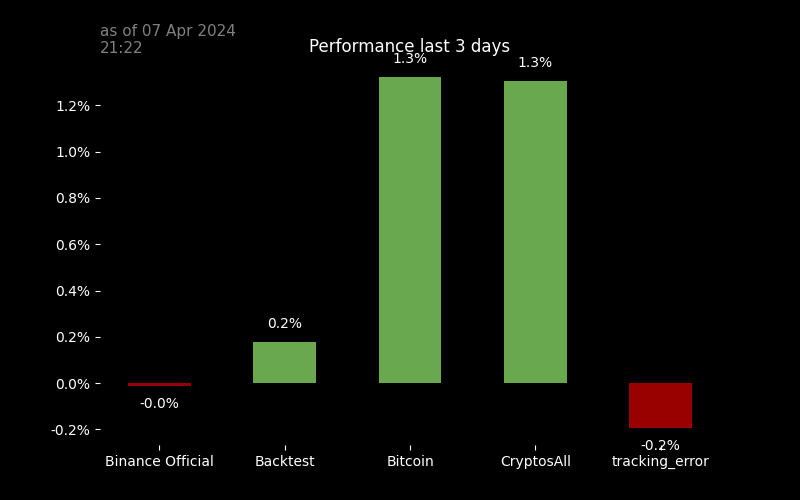 as of 07 Apr 2024
21:22
Performance last 3 days
1.3%
1.3%
1.2%
1.0%
0.8%
0.6%
0.4%
0.2%
0.2%
0.0%
-0.0%
-0.2%
-0.2%
Binance Official
Backtest
Bitcoin
CryptosAll
tracking_error